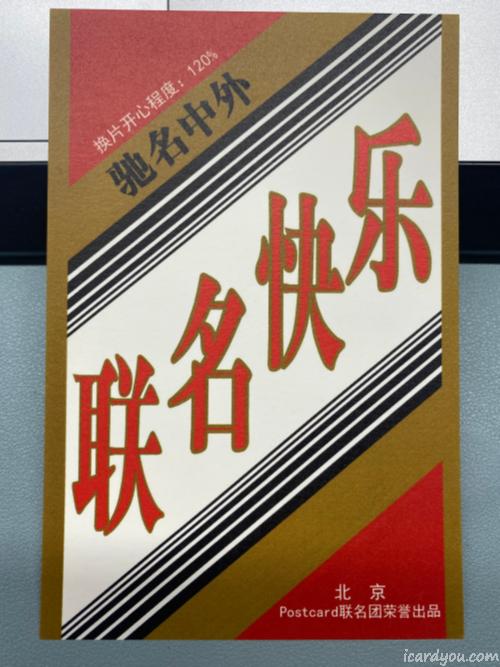 换片开心程度：120%
驰名中外
联名快乐
北京
Postcard联名团荣誉出品
icardyou.com